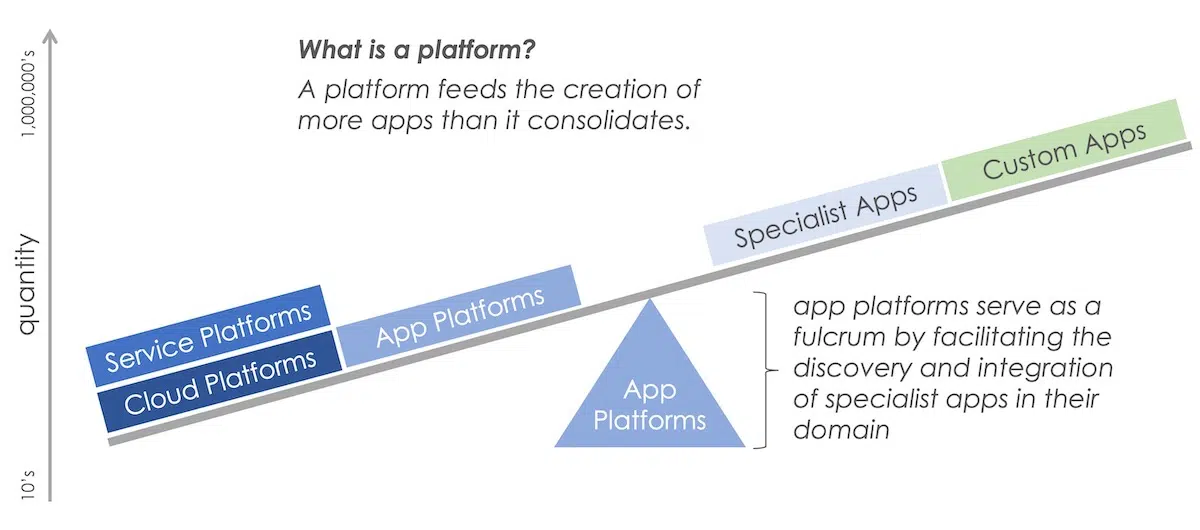 What is a platform?
A platform feeds the creation of
more apps than it consolidates.
1,000,000's
quantity
10's
Service Platforms
Cloud Platforms
App Platforms
Specialist Apps
Custom Apps
App
Platforms
app platforms serve as a
fulcrum by facilitating the
discovery and integration
of specialist apps in their
domain